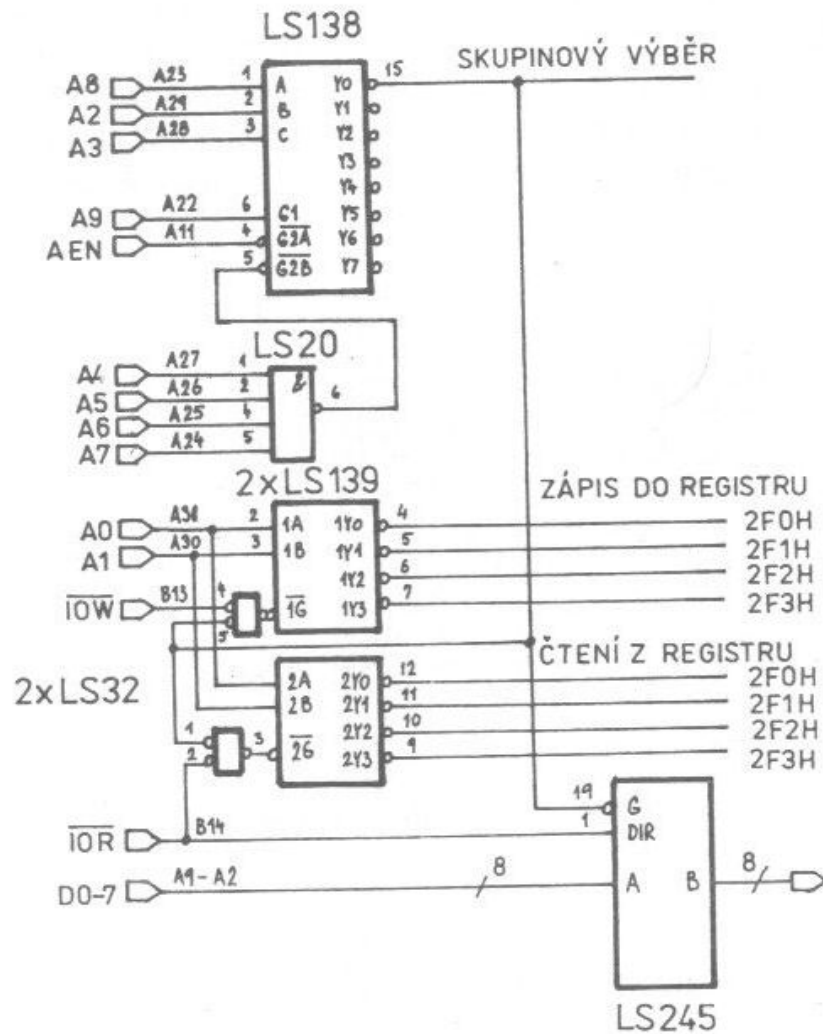 LS138
SKUPINOVÝ VÝBĚR
A8 A23 1 A Y0 15
A2 A29 2 B Y1
A3 A28 3 C Y2
Y3
Y4
A9 A22 6 G1 Y5
AEN A11 4 G2A Y6
5 G2B Y7
LS20
A4 A27 1 &
A5 A26 2 6
A6 A25 4
A7 A24 5
2xLS139
ZÁPIS DO REGISTRU
A0 A31 2 1A 1Y0 4 2F0H
A1 A30 3 1B 1Y1 5 2F1H
1Y2 6 2F2H
IOW B13 4 5 1G 1Y3 7 2F3H
ČTENÍ Z REGISTRU
2xLS32
2A 2Y0 12 2F0H
2B 2Y1 11 2F1H
2Y2 10 2F2H
1 2 3 2G 2Y3 9 2F3H
19 G
IOR B14 1 DIR
D0-7 A9-A2 8 A B 8
LS245